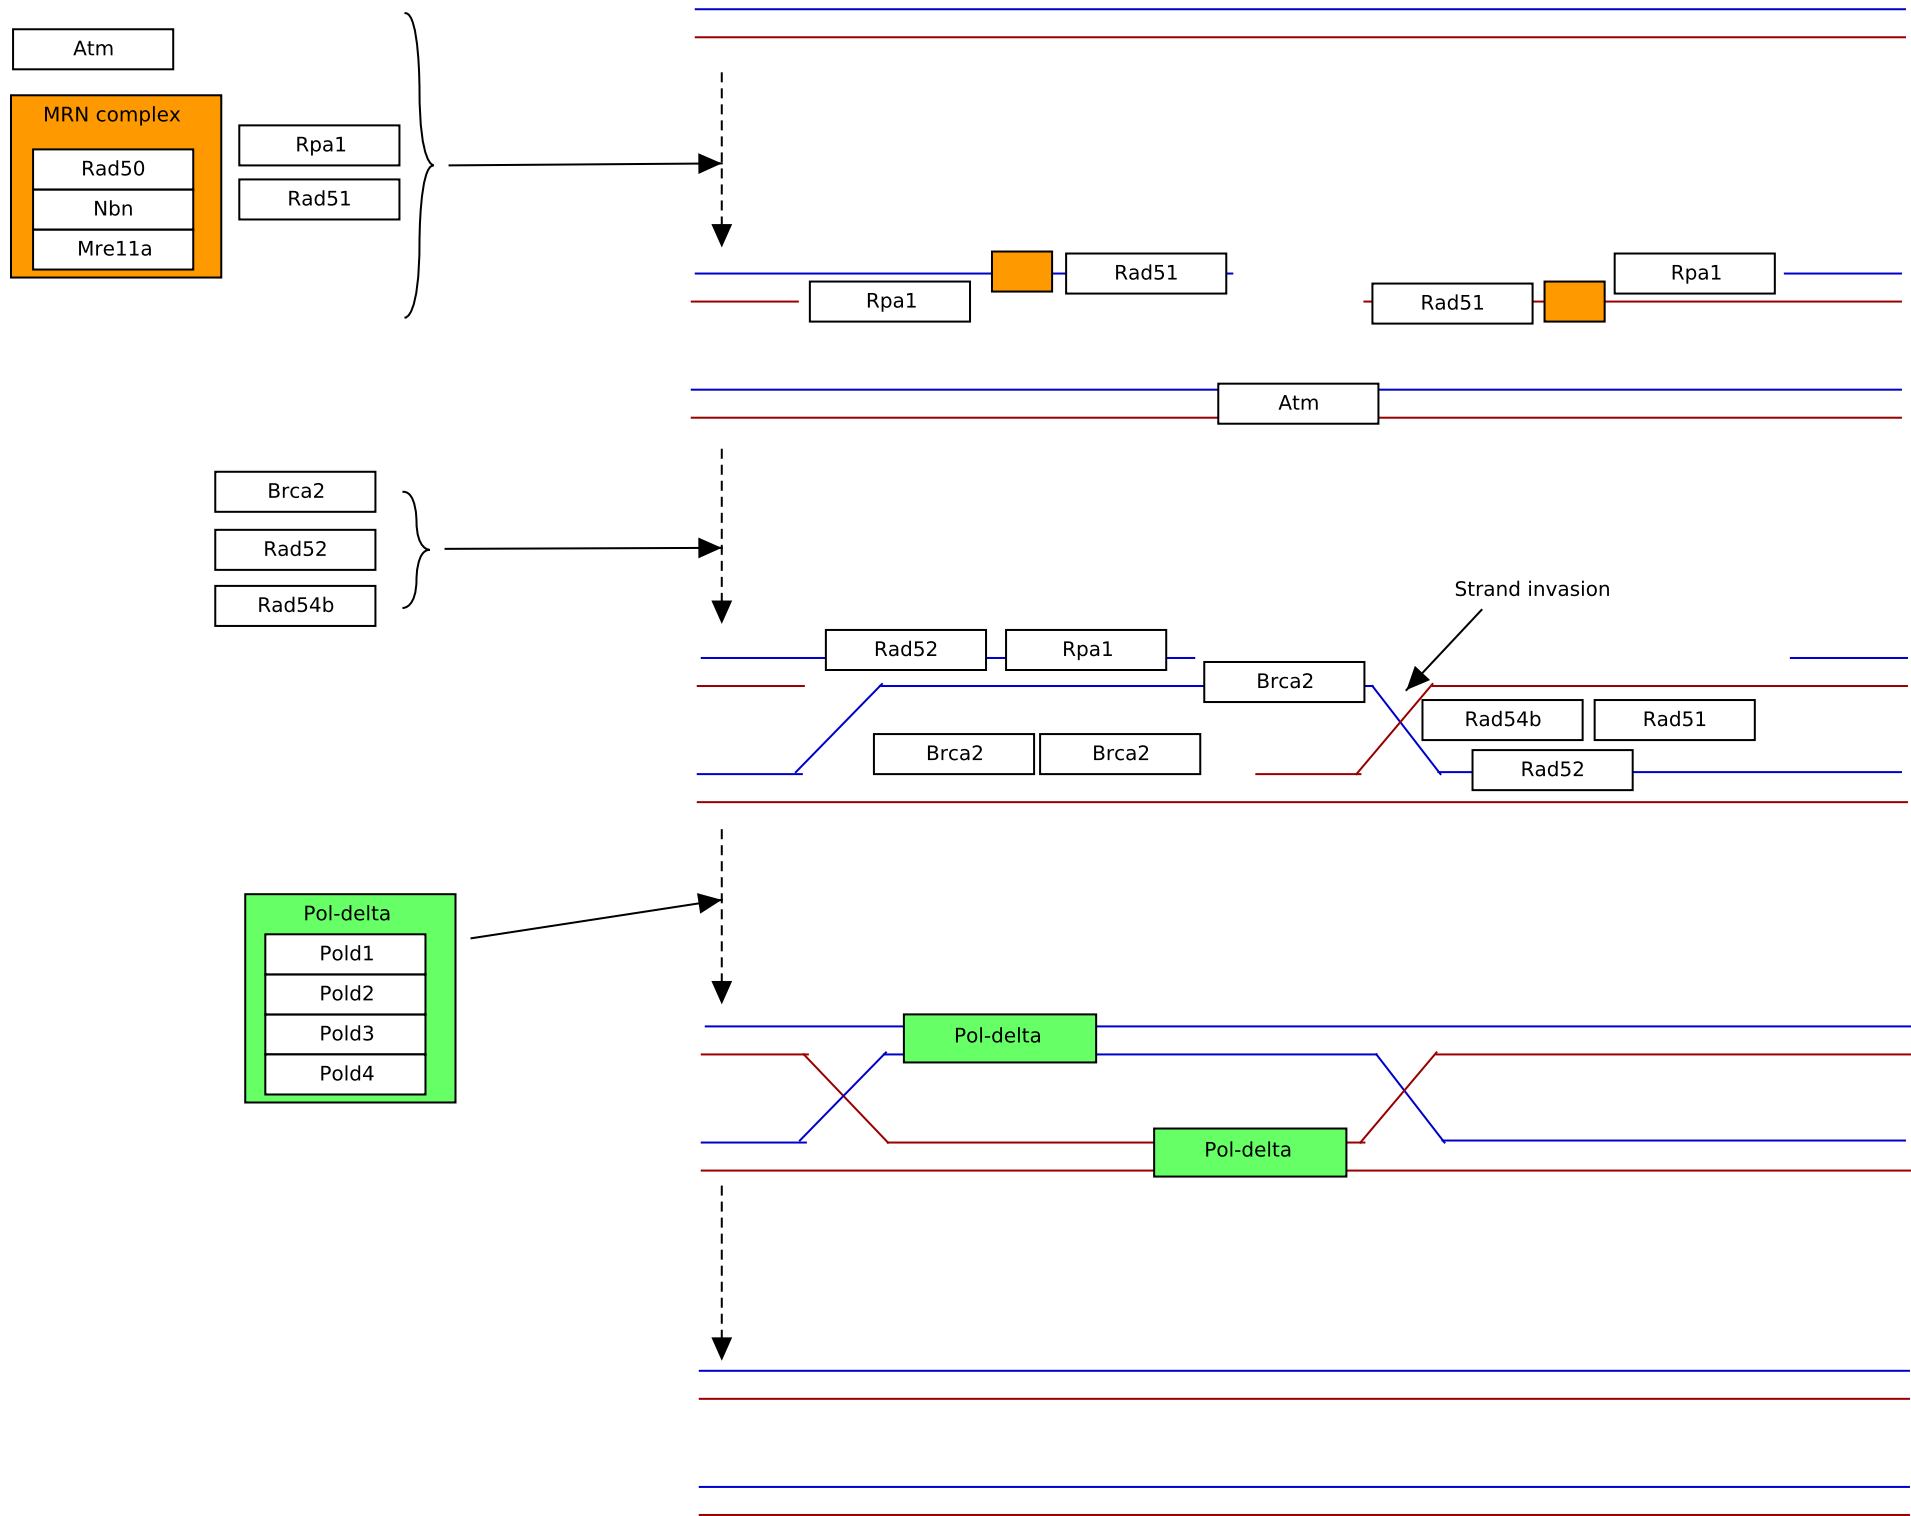 Atm
MRN complex
Rad50
Nbn
Mre11a
Rpa1
Rad51
Rad51
Rpa1
Rpa1
Rad51
Atm
Brca2
Rad52
Rad54b
Strand invasion
Rad52
Rpa1
Brca2
Rad54b
Rad51
Brca2
Brca2
Rad52
Pol-delta
Pold1
Pold2
Pold3
Pold4
Pol-delta
Pol-delta